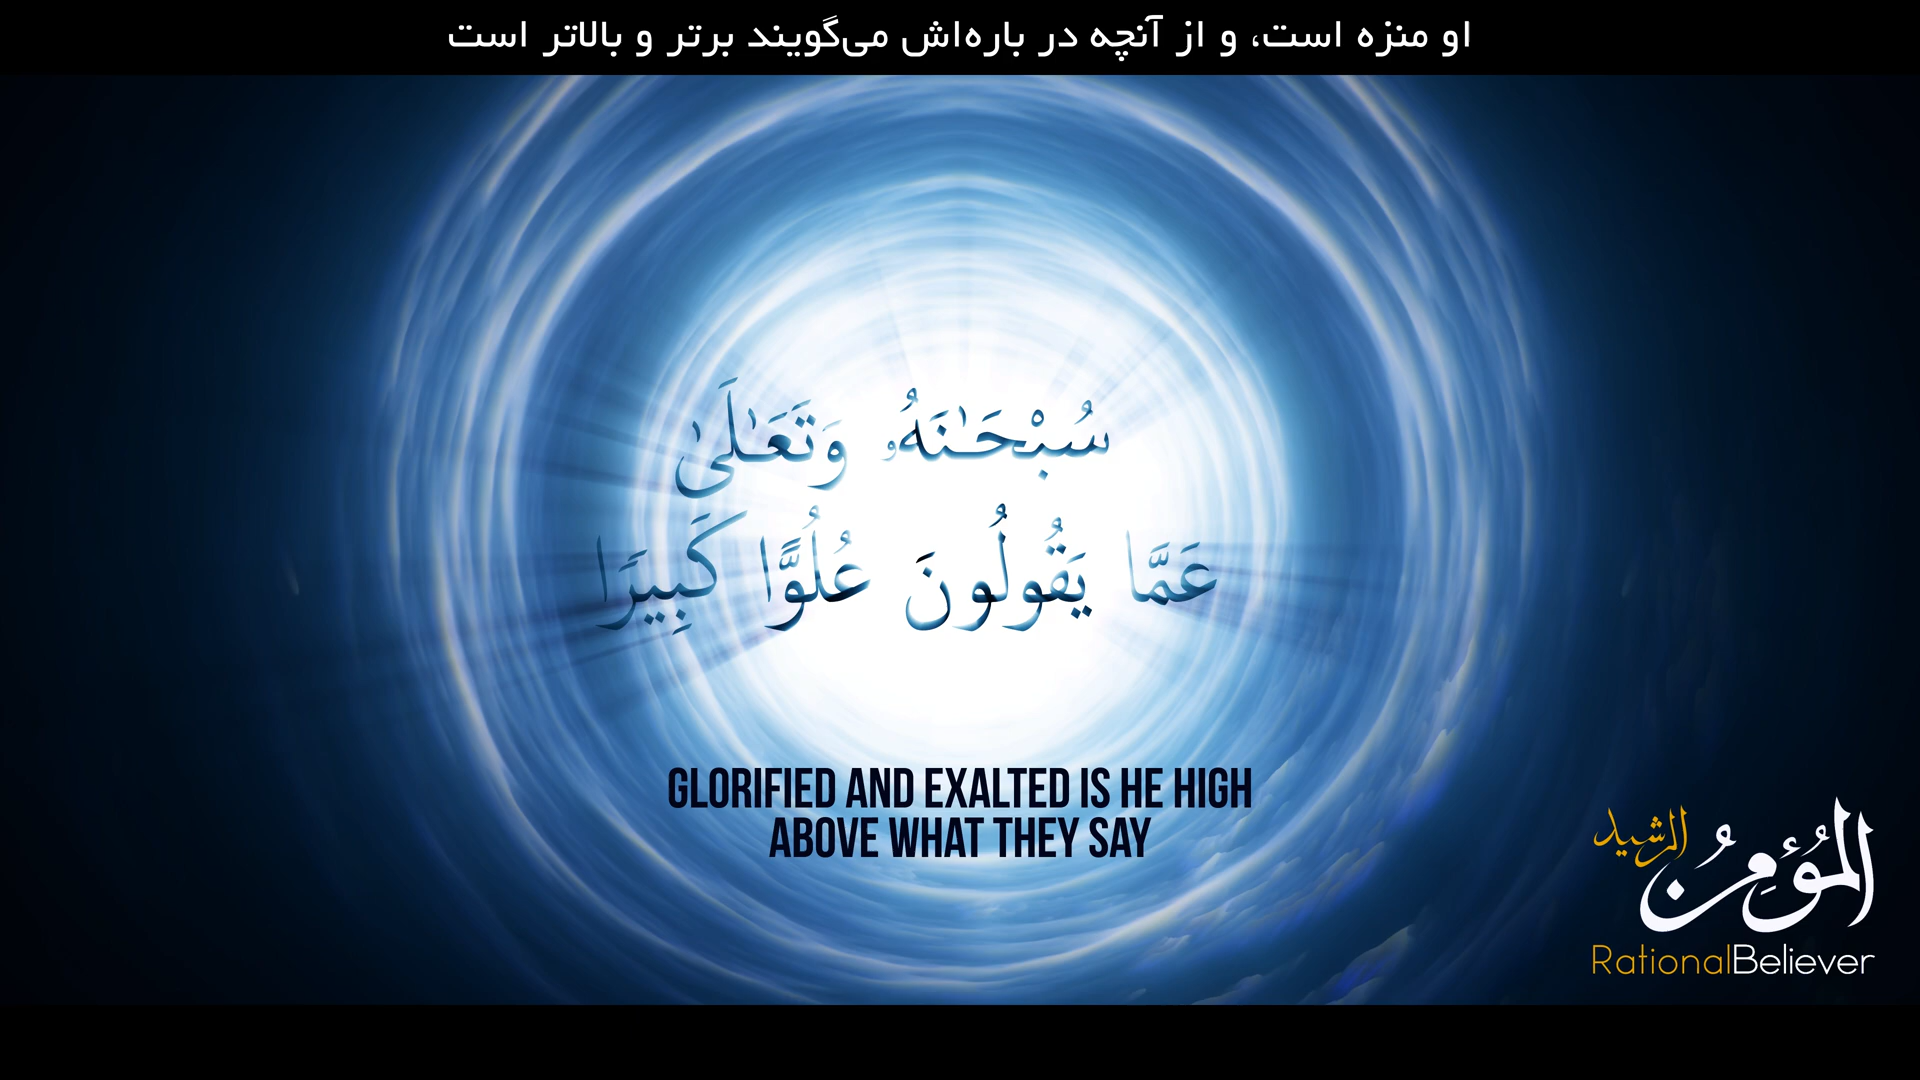 او منزه است، و از آنچه در باره‌اش می‌گویند برتر و بالاتر است
سُبْحَـٰنَهُۥ وَتَعَـٰلَىٰ
عَمَّا يَقُولُونَ عُلُوًّا كَبِيرًا
GLORIFIED AND EXALTED IS HE HIGH
ABOVE WHAT THEY SAY
المُؤْمِنُ الرشيد
RationalBeliever